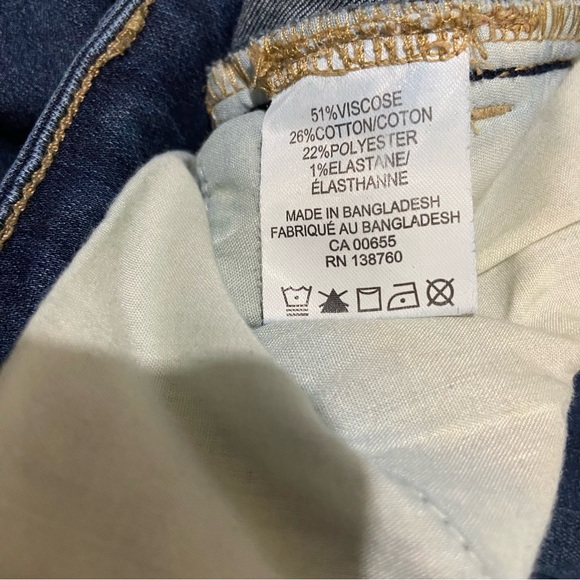 51%VISCOSE
26%COTTON/COTON
22%POLYESTER
1%ELASTANE/
ÉLASTHANNE
MADE IN BANGLADESH
FABRIQUÉ AU BANGLADESH
CA 00655
RN 138760